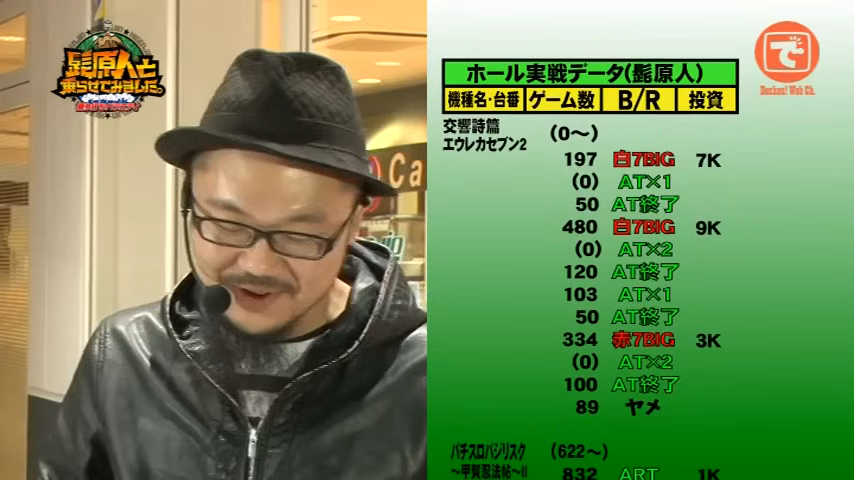 髭原人と
乗らせてみました。
Ca
で
Docchan! Web Ch.
ホール実戦データ(髭原人)
機種名・台番 ゲーム数 B/R 投資
交響詩篇
エウレカセブン2 (0〜)
197 白7BIG 7K
(0) AT×1
50 AT終了
480 白7BIG 9K
(0) AT×2
120 AT終了
103 AT×1
50 AT終了
334 赤7BIG 3K
(0) AT×2
100 AT終了
89 ヤメ
パチスロバジリスク (622〜)
〜甲賀忍法帖〜II 832 ART 1K